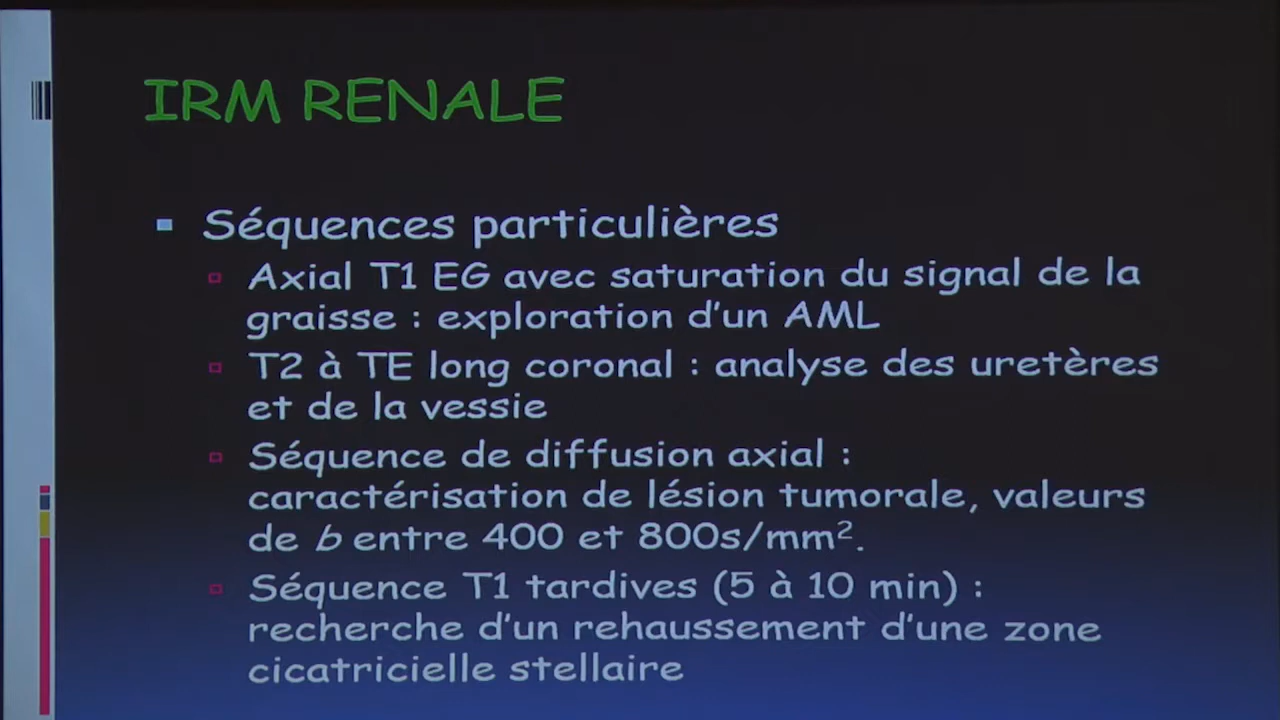 IRM RENALE
Séquences particulières
Axial T1 EG avec saturation du signal de la
graisse : exploration d'un AML
T2 à TE long coronal : analyse des uretères
et de la vessie
Séquence de diffusion axial :
caractérisation de lésion tumorale, valeurs
de b entre 400 et 800s/mm².
Séquence T1 tardives (5 à 10 min) :
recherche d'un rehaussement d'une zone
cicatricielle stellaire